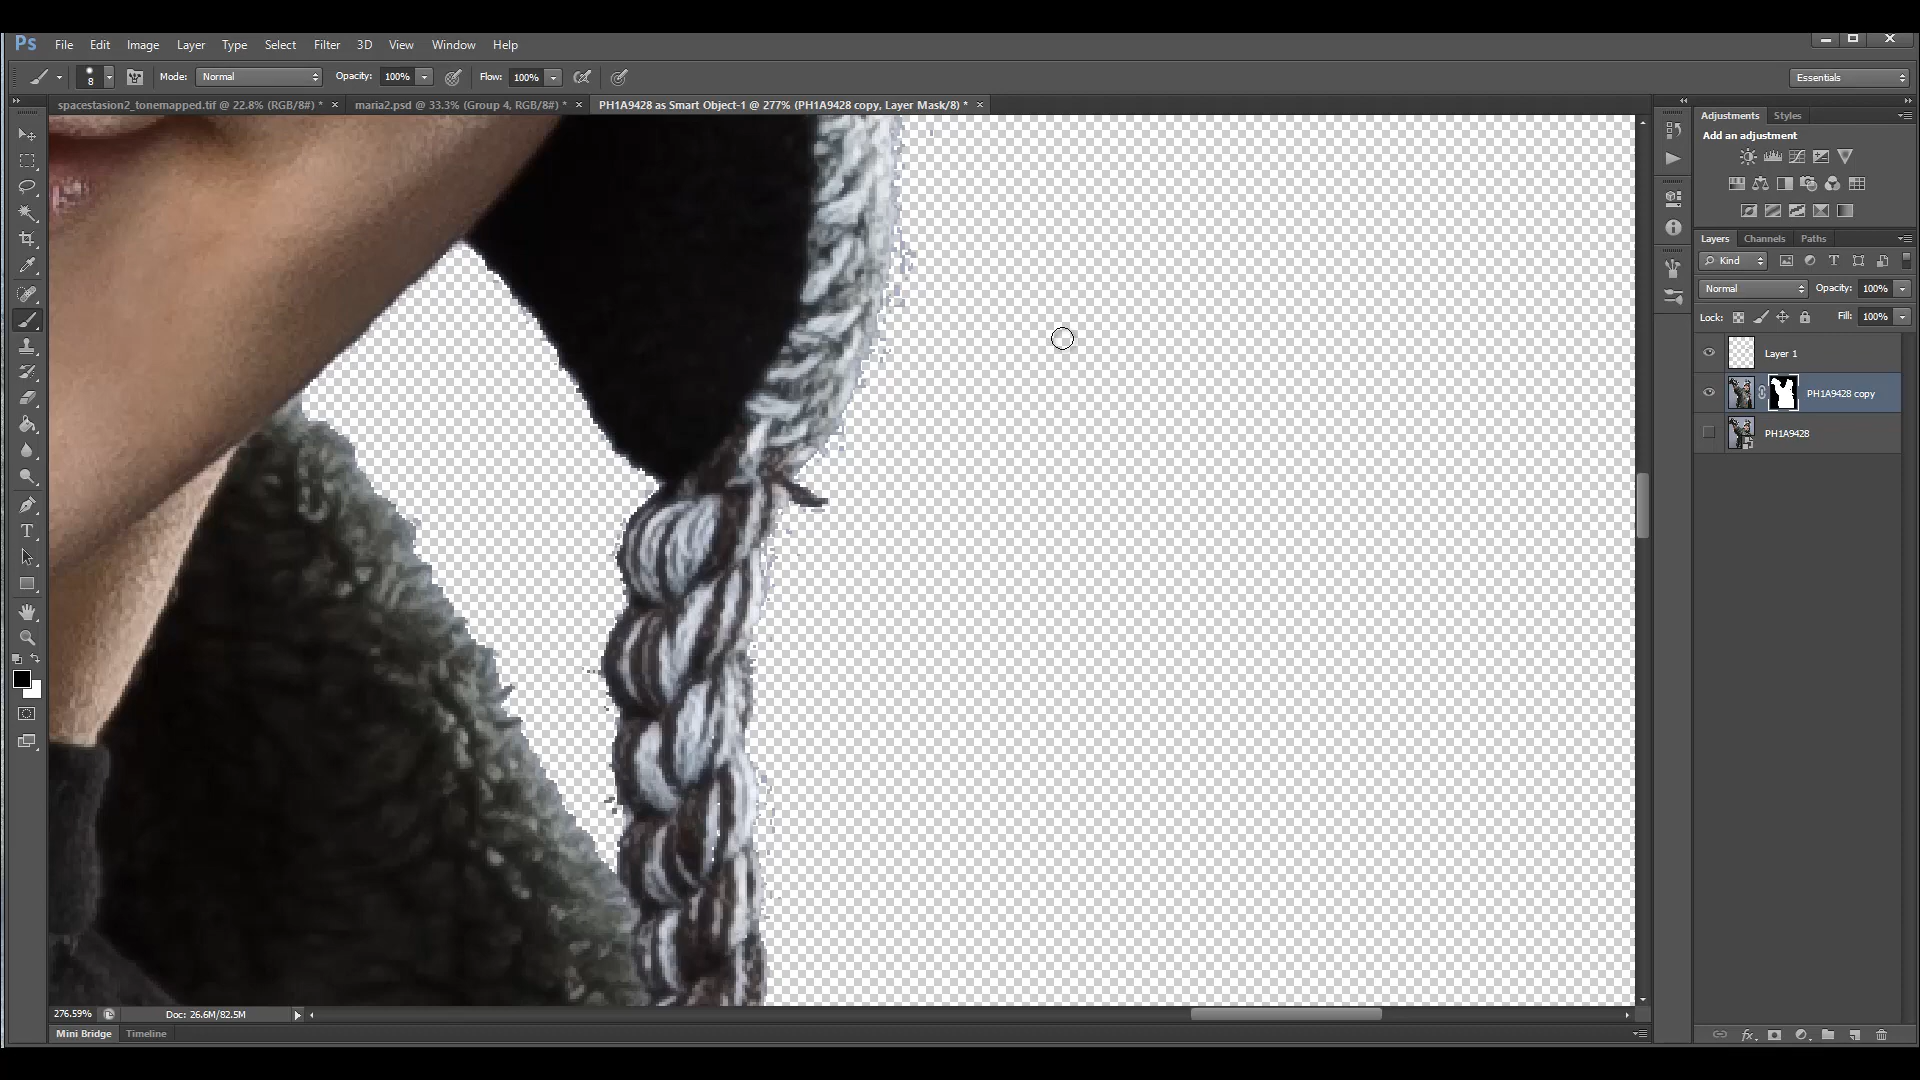 Ps File Edit Image Layer Type Select Filter 3D View Window Help
8 Mode: Normal Opacity: 100% Flow: 100% Essentials
spacestasion2_tonemapped.tif @ 22.8% (RGB/8#) * × maria2.psd @ 33.3% (Group 4, RGB/8#) * × PH1A9428 as Smart Object-1 @ 277% (PH1A9428 copy, Layer Mask/8) * ×
Adjustments Styles
Add an adjustment
Layers Channels Paths
Kind T
Normal Opacity: 100%
Lock: Fill: 100%
Layer 1
PH1A9428 copy
PH1A9428
T
276.59% Doc: 26.6M/82.5M
fx
Mini Bridge Timeline